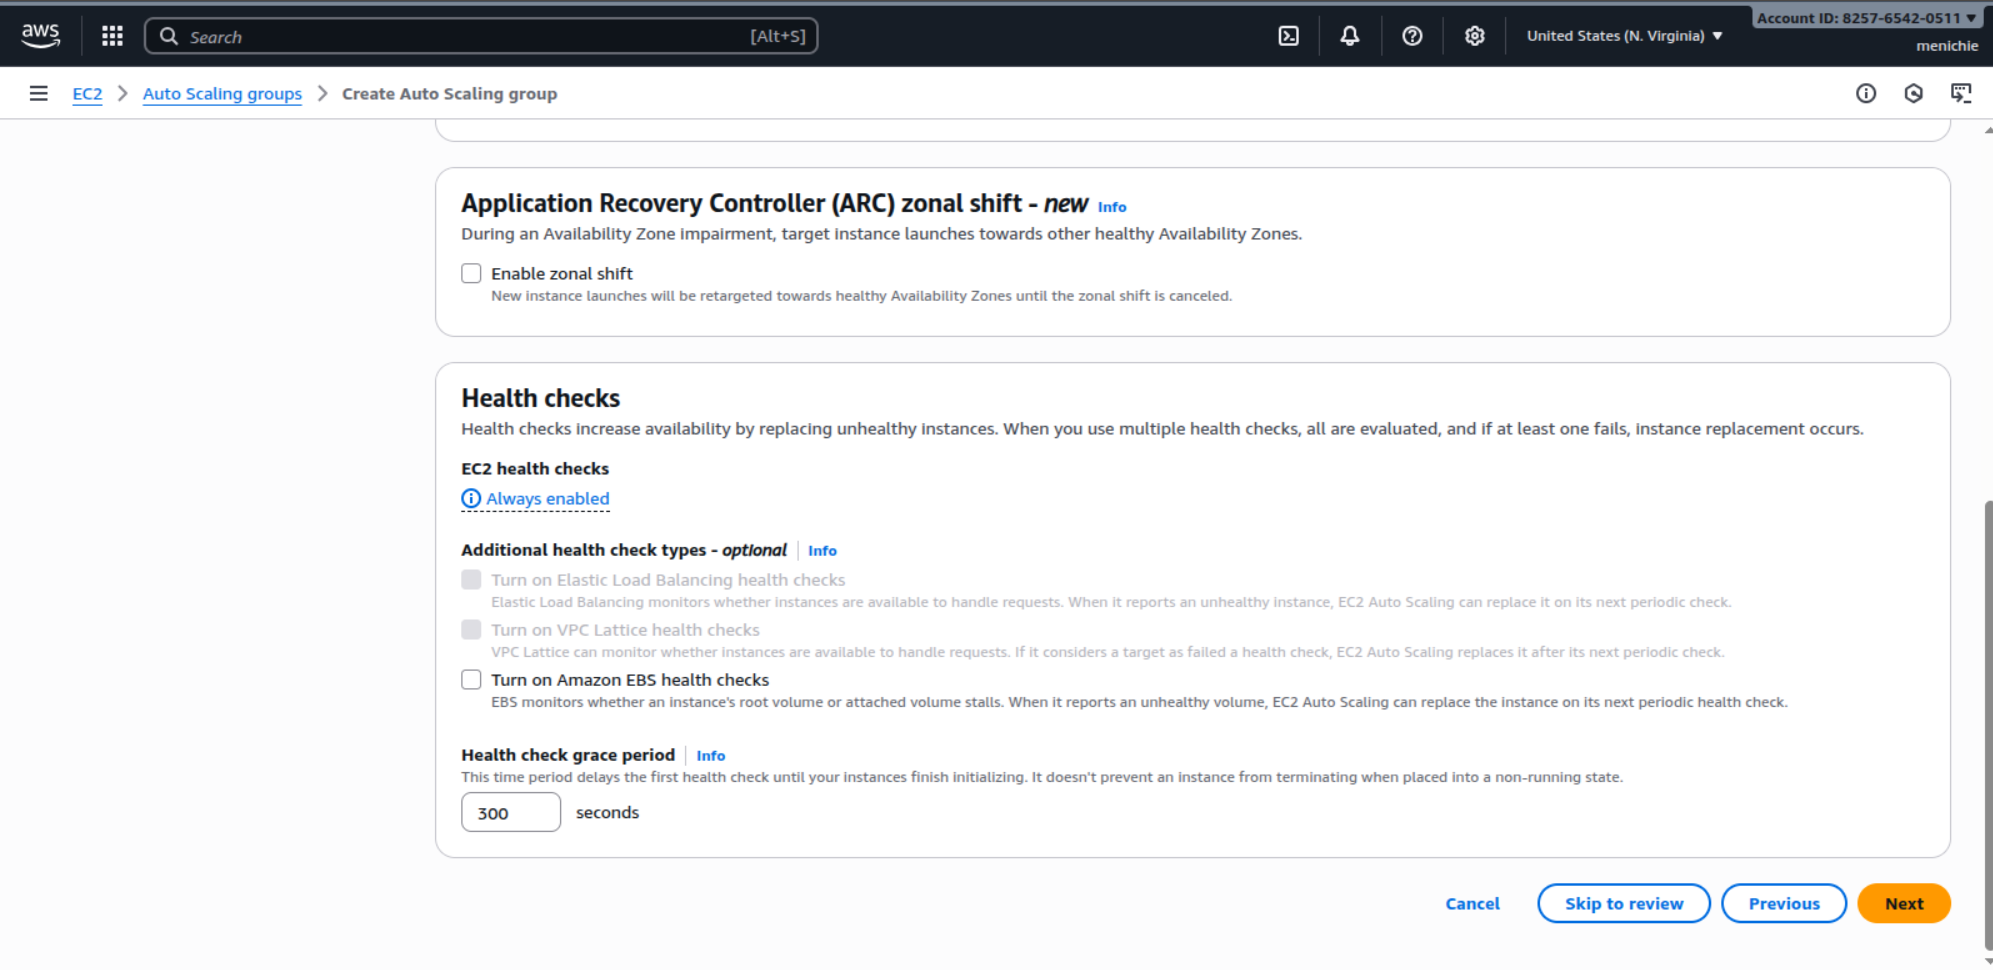 aws
Search [Alt+S]
United States (N. Virginia) ▼
Account ID: 8257-6542-0511 ▼
menichie
EC2 > Auto Scaling groups > Create Auto Scaling group
Application Recovery Controller (ARC) zonal shift - new Info
During an Availability Zone impairment, target instance launches towards other healthy Availability Zones.
Enable zonal shift
New instance launches will be retargeted towards healthy Availability Zones until the zonal shift is canceled.
Health checks
Health checks increase availability by replacing unhealthy instances. When you use multiple health checks, all are evaluated, and if at least one fails, instance replacement occurs.
EC2 health checks
Always enabled
Additional health check types - optional Info
Turn on Elastic Load Balancing health checks
Elastic Load Balancing monitors whether instances are available to handle requests. When it reports an unhealthy instance, EC2 Auto Scaling can replace it on its next periodic check.
Turn on VPC Lattice health checks
VPC Lattice can monitor whether instances are available to handle requests. If it considers a target as failed a health check, EC2 Auto Scaling replaces it after its next periodic check.
Turn on Amazon EBS health checks
EBS monitors whether an instance's root volume or attached volume stalls. When it reports an unhealthy volume, EC2 Auto Scaling can replace the instance on its next periodic health check.
Health check grace period Info
This time period delays the first health check until your instances finish initializing. It doesn't prevent an instance from terminating when placed into a non-running state.
300 seconds
Cancel Skip to review Previous Next